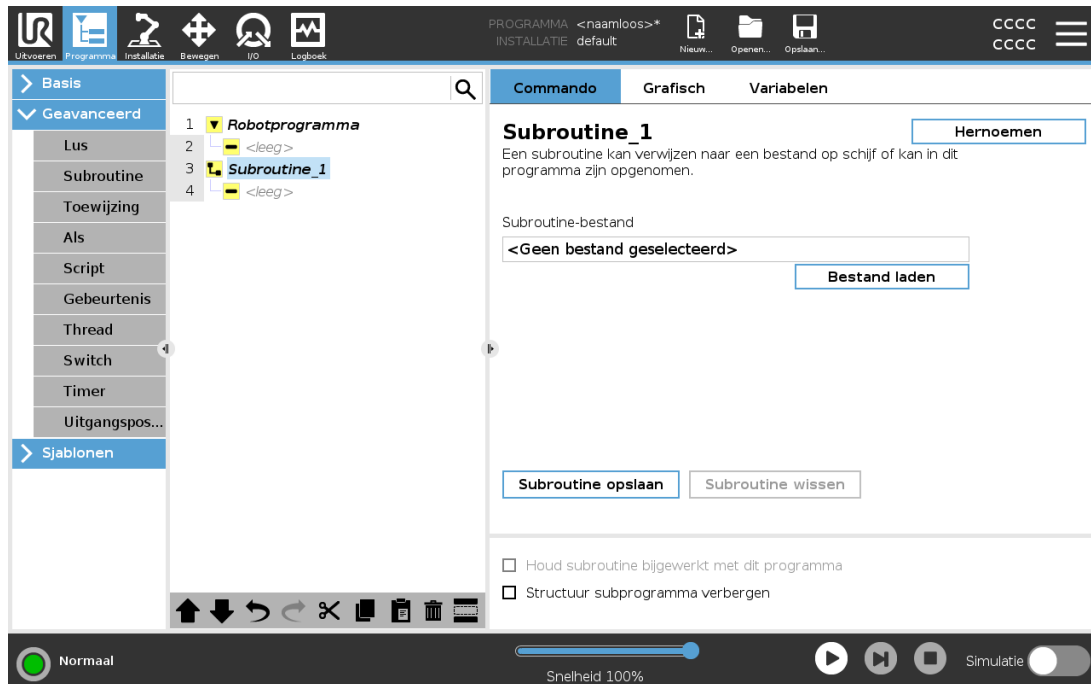 PROGRAMMA <naamloos>*
INSTALLATIE default
UR
Uitvoeren Programma Installatie Bewegen I/O Logboek
Nieuw... Openen... Opslaan...
CCCC
CCCC
Basis
Geavanceerd
Lus
Subroutine
Toewijzing
Als
Script
Gebeurtenis
Thread
Switch
Timer
Uitgangspos...
Sjablonen
1 Robotprogramma
2 <leeg>
3 Subroutine_1
4 <leeg>
Commando Grafisch Variabelen
Subroutine_1
Hernoemen
Een subroutine kan verwijzen naar een bestand op schijf of kan in dit
programma zijn opgenomen.
Subroutine-bestand
<Geen bestand geselecteerd>
Bestand laden
Subroutine opslaan Subroutine wissen
Houd subroutine bijgewerkt met dit programma
Structuur subprogramma verbergen
Normaal
Snelheid 100%
Simulatie